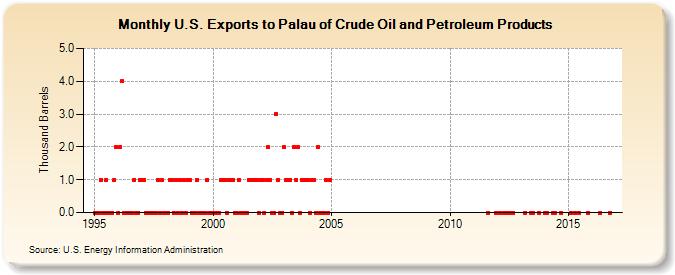 Monthly U.S. Exports to Palau of Crude Oil and Petroleum Products
Thousand Barrels
5.0
4.0
3.0
2.0
1.0
0.0
1995 2000 2005 2010 2015
Source: U.S. Energy Information Administration